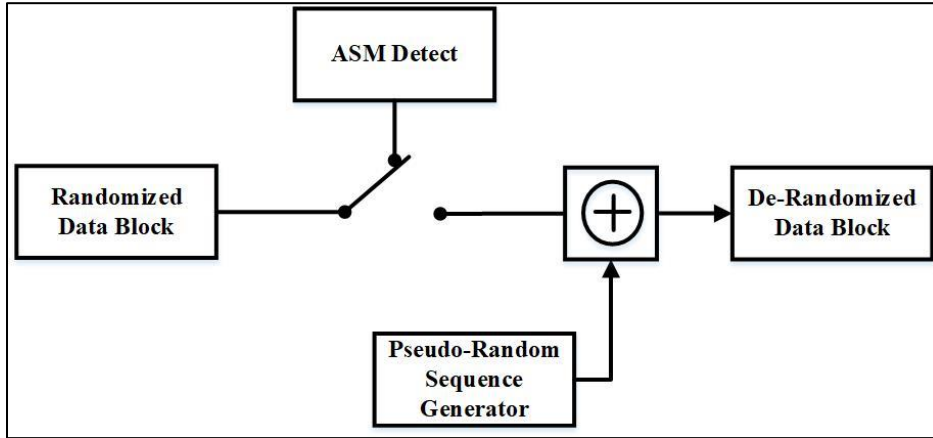 ASM Detect
Randomized
Data Block
De-Randomized
Data Block
Pseudo-Random
Sequence
Generator